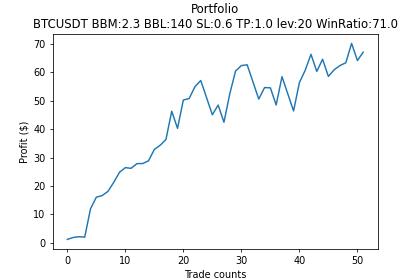 Portfolio
BTCUSDT BBM:2.3 BBL:140 SL:0.6 TP:1.0 lev:20 WinRatio:71.0
70
60
50
40
30
20
10
0
Profit ($)
0 10 20 30 40 50
Trade counts